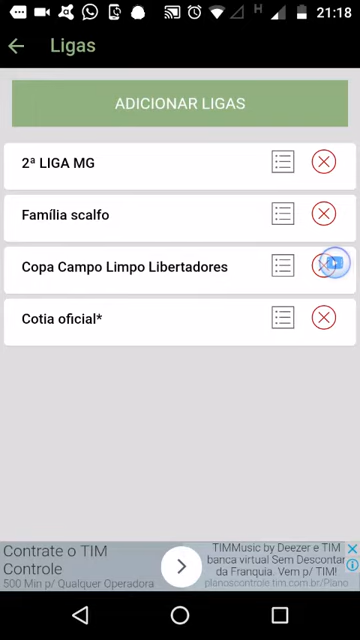 H 21:18
Ligas
ADICIONAR LIGAS
2ª LIGA MG
Família scalfo
Copa Campo Limpo Libertadores
Cotia oficial*
Contrate o TIM
Controle
500 Min p/ Qualquer Operadora
TIMMusic by Deezer e TIM
banca virtual Sem Descontar
da Franquia. Vem p/ TIM!
planoscontrole.tim.com.br/Plano